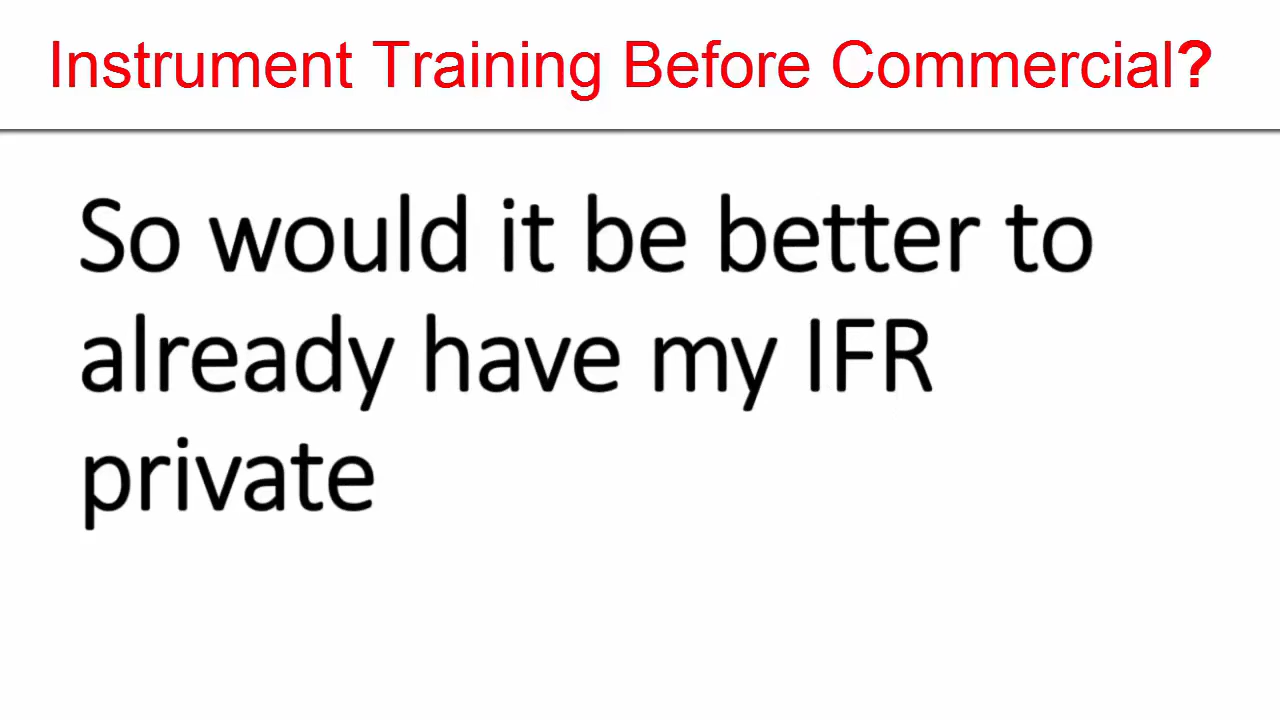 Instrument Training Before Commercial?
So would it be better to
already have my IFR
private